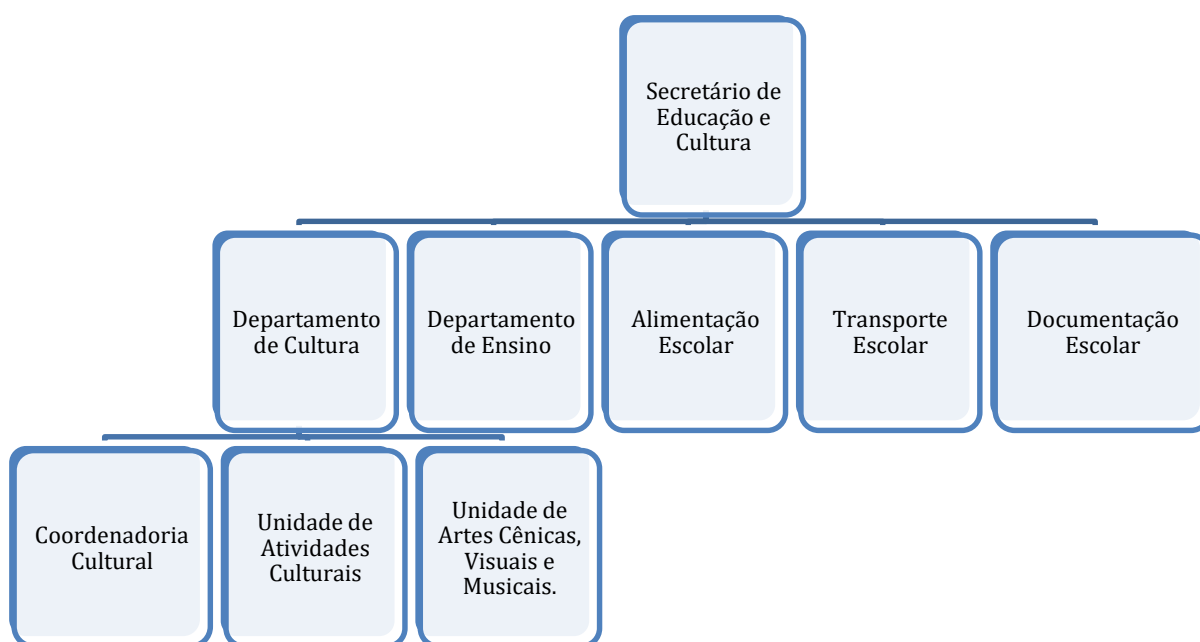 Secretário de
Educação e
Cultura
Departamento
de Cultura
Departamento
de Ensino
Alimentação
Escolar
Transporte
Escolar
Documentação
Escolar
Coordenadoria
Cultural
Unidade de
Atividades
Culturais
Unidade de
Artes Cênicas,
Visuais e
Musicais.